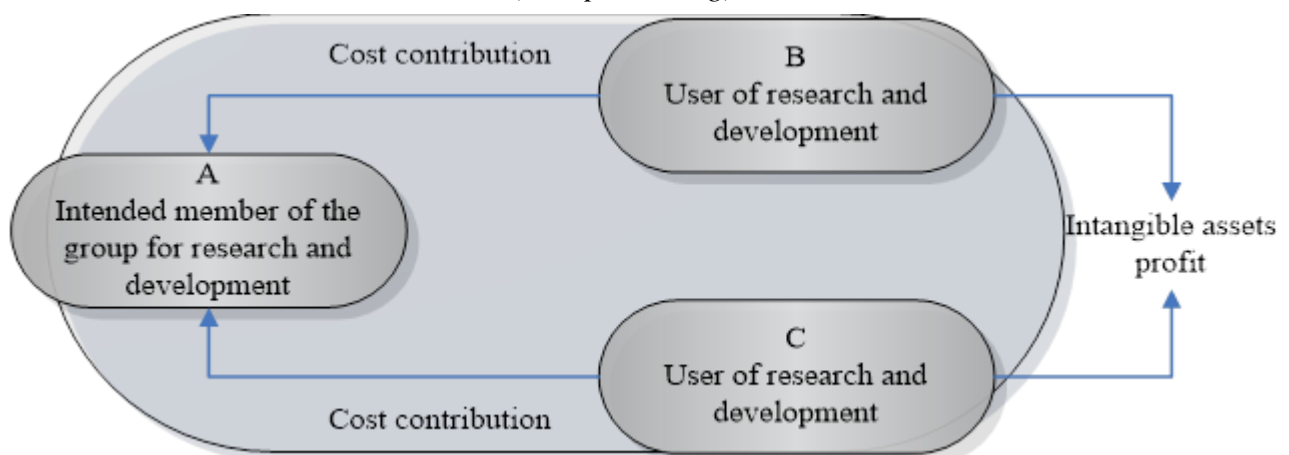 Cost contribution
B
User of research and
development
A
Intended member of the
group for research and
development
Intangible assets
profit
C
User of research and
development
Cost contribution